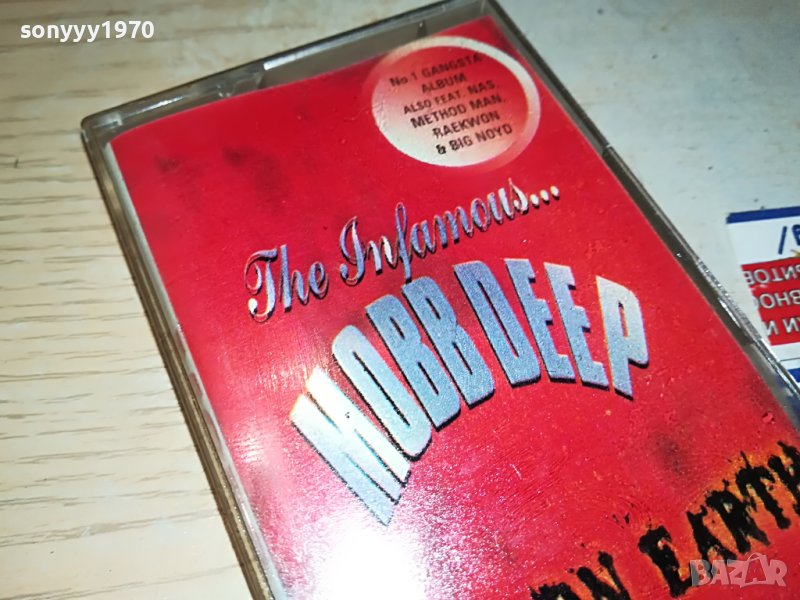 sonyyy1970
No.1 GANGSTA
ALBUM
ALSO FEAT. NAS,
METHOD MAN,
RAEKWON
& BIG NOYD
The Infamous...
MOBB DEEP
ON EARTH
BAZAR